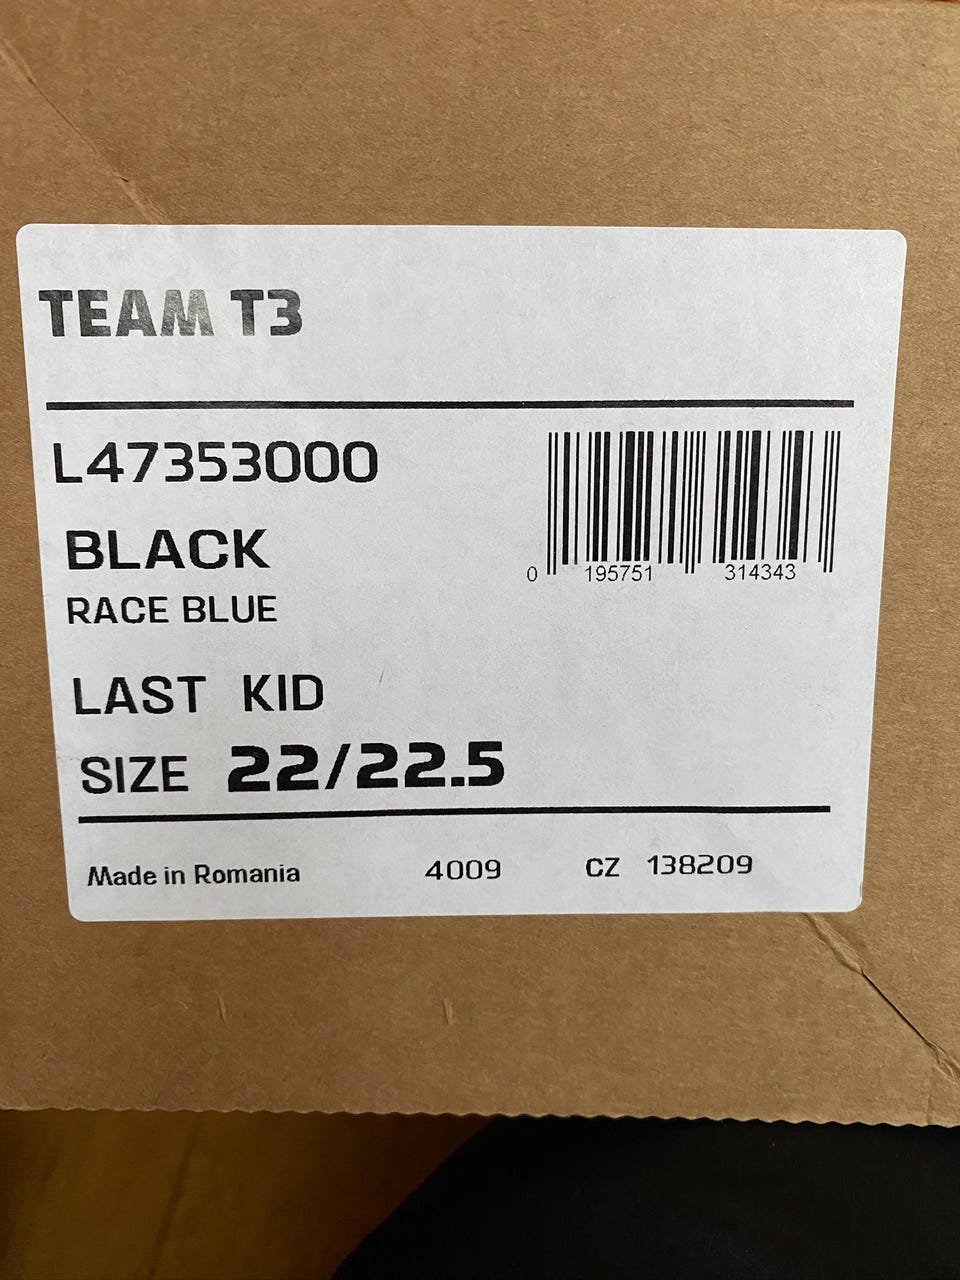 TEAM T3
L47353000
BLACK
RACE BLUE
0 195751 314343
LAST KID
SIZE 22/22.5
Made in Romania 4009 CZ 138209